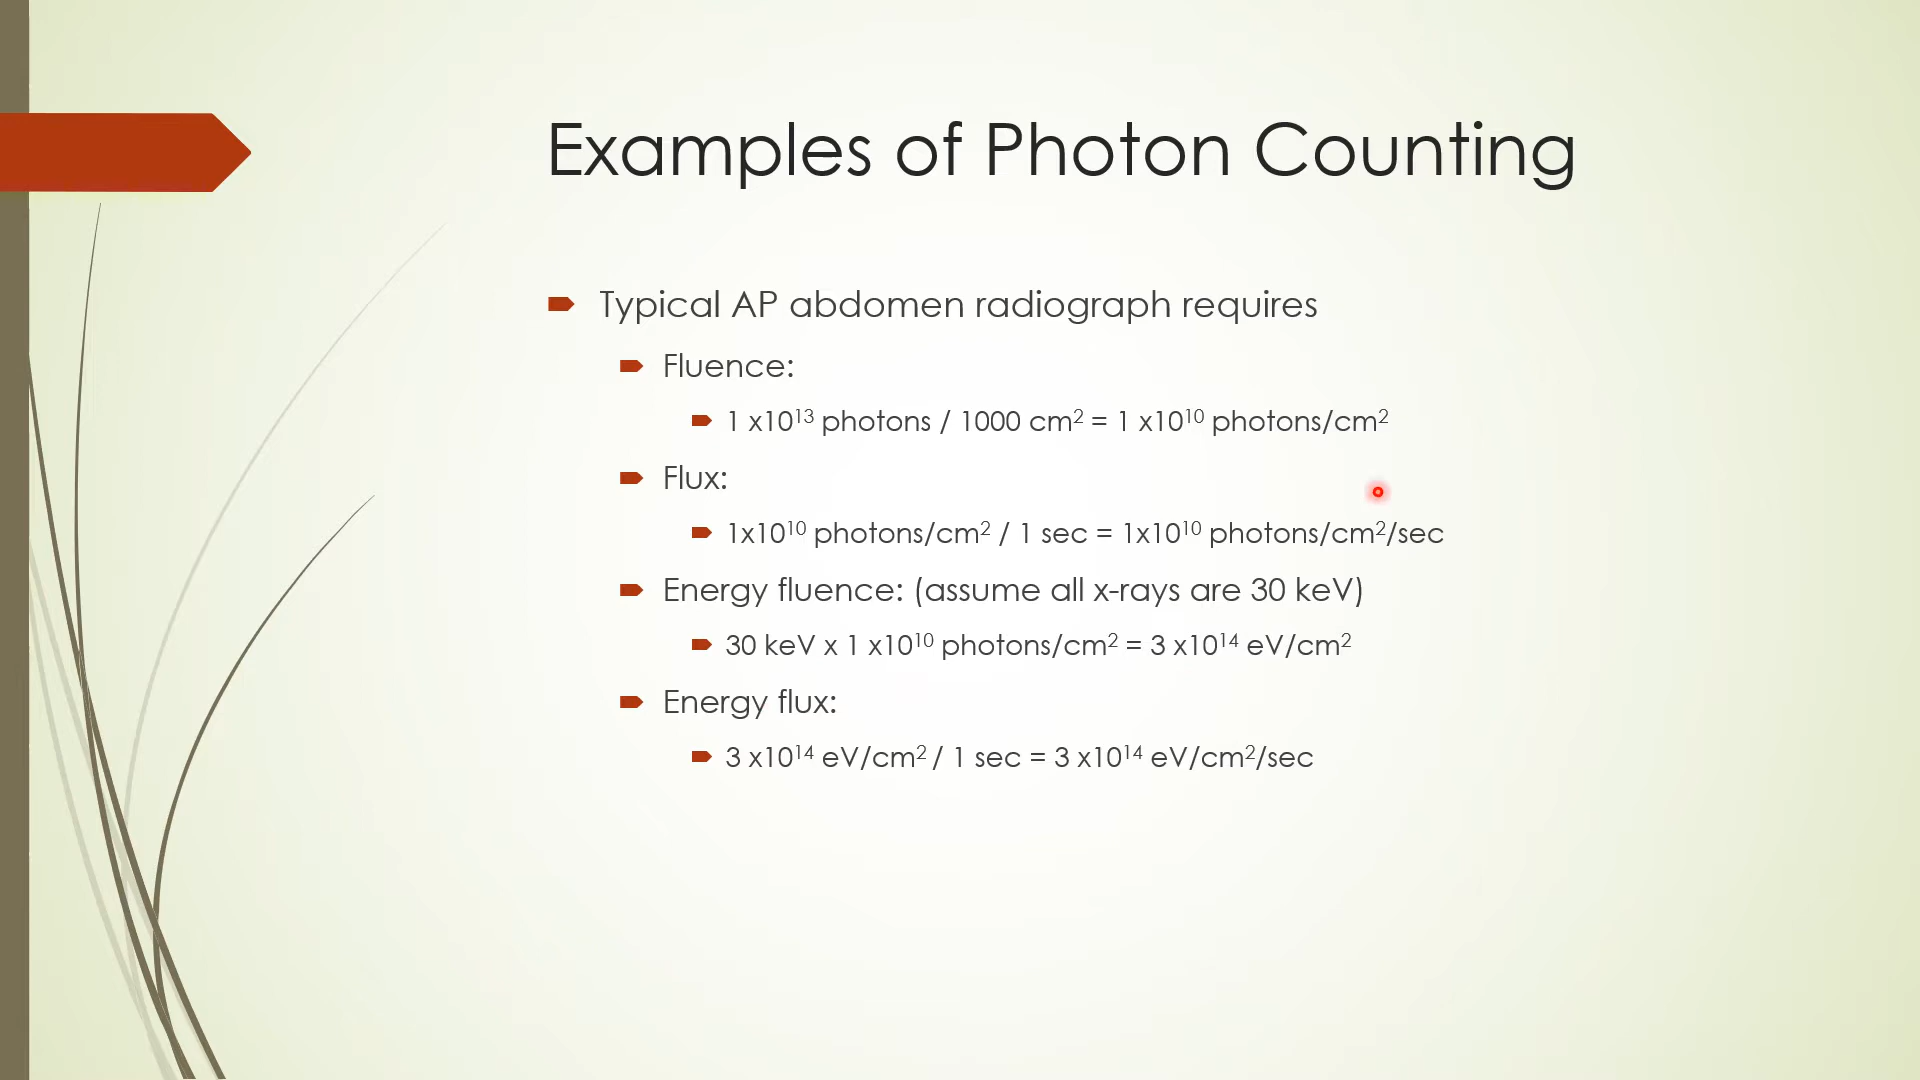 Examples of Photon Counting
Typical AP abdomen radiograph requires
Fluence:
1 x10¹³ photons / 1000 cm² = 1 x10¹⁰ photons/cm²
Flux:
1x10¹⁰ photons/cm² / 1 sec = 1x10¹⁰ photons/cm²/sec
Energy fluence: (assume all x-rays are 30 keV)
30 keV x 1 x10¹⁰ photons/cm² = 3 x10¹⁴ eV/cm²
Energy flux:
3 x10¹⁴ eV/cm² / 1 sec = 3 x10¹⁴ eV/cm²/sec